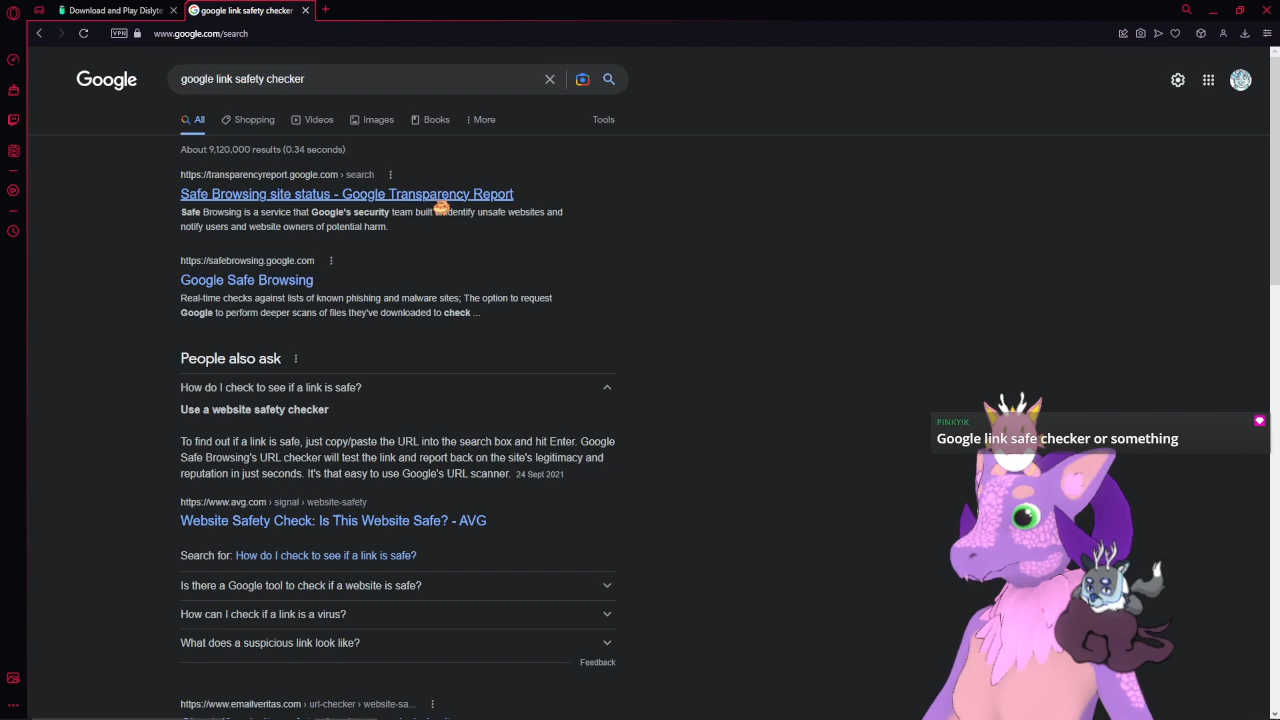 Download and Play Dislyte
google link safety checker
VPN
www.google.com/search
Google
google link safety checker
All
Shopping
Videos
Images
Books
More
Tools
About 9,120,000 results (0.34 seconds)
https://transparencyreport.google.com › search
Safe Browsing site status - Google Transparency Report
Safe Browsing is a service that Google's security team built to identify unsafe websites and
notify users and website owners of potential harm.
https://safebrowsing.google.com
Google Safe Browsing
Real-time checks against lists of known phishing and malware sites; The option to request
Google to perform deeper scans of files they've downloaded to check ...
People also ask
How do I check to see if a link is safe?
Use a website safety checker
To find out if a link is safe, just copy/paste the URL into the search box and hit Enter. Google
Safe Browsing's URL checker will test the link and report back on the site's legitimacy and
reputation in just seconds. It's that easy to use Google's URL scanner. 24 Sept 2021
https://www.avg.com › signal › website-safety
Website Safety Check: Is This Website Safe? - AVG
Search for: How do I check to see if a link is safe?
Is there a Google tool to check if a website is safe?
How can I check if a link is a virus?
What does a suspicious link look like?
Feedback
https://www.emailveritas.com › url-checker › website-sa...
PINKYIK
Google link safe checker or something